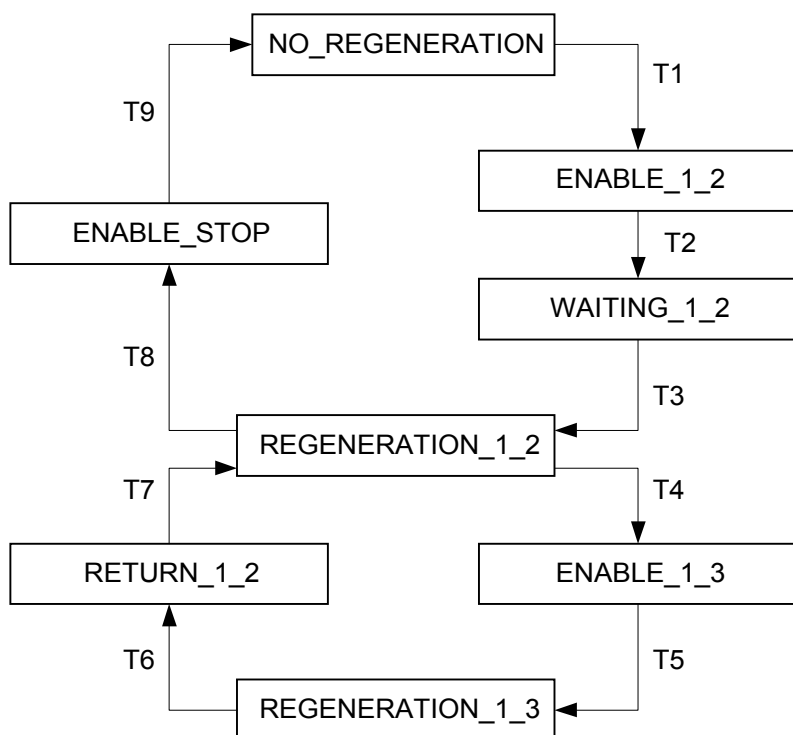 NO_REGENERATION
T1
T9
ENABLE_1_2
ENABLE_STOP
T2
WAITING_1_2
T8
T3
REGENERATION_1_2
T7
T4
RETURN_1_2
ENABLE_1_3
T6
T5
REGENERATION_1_3